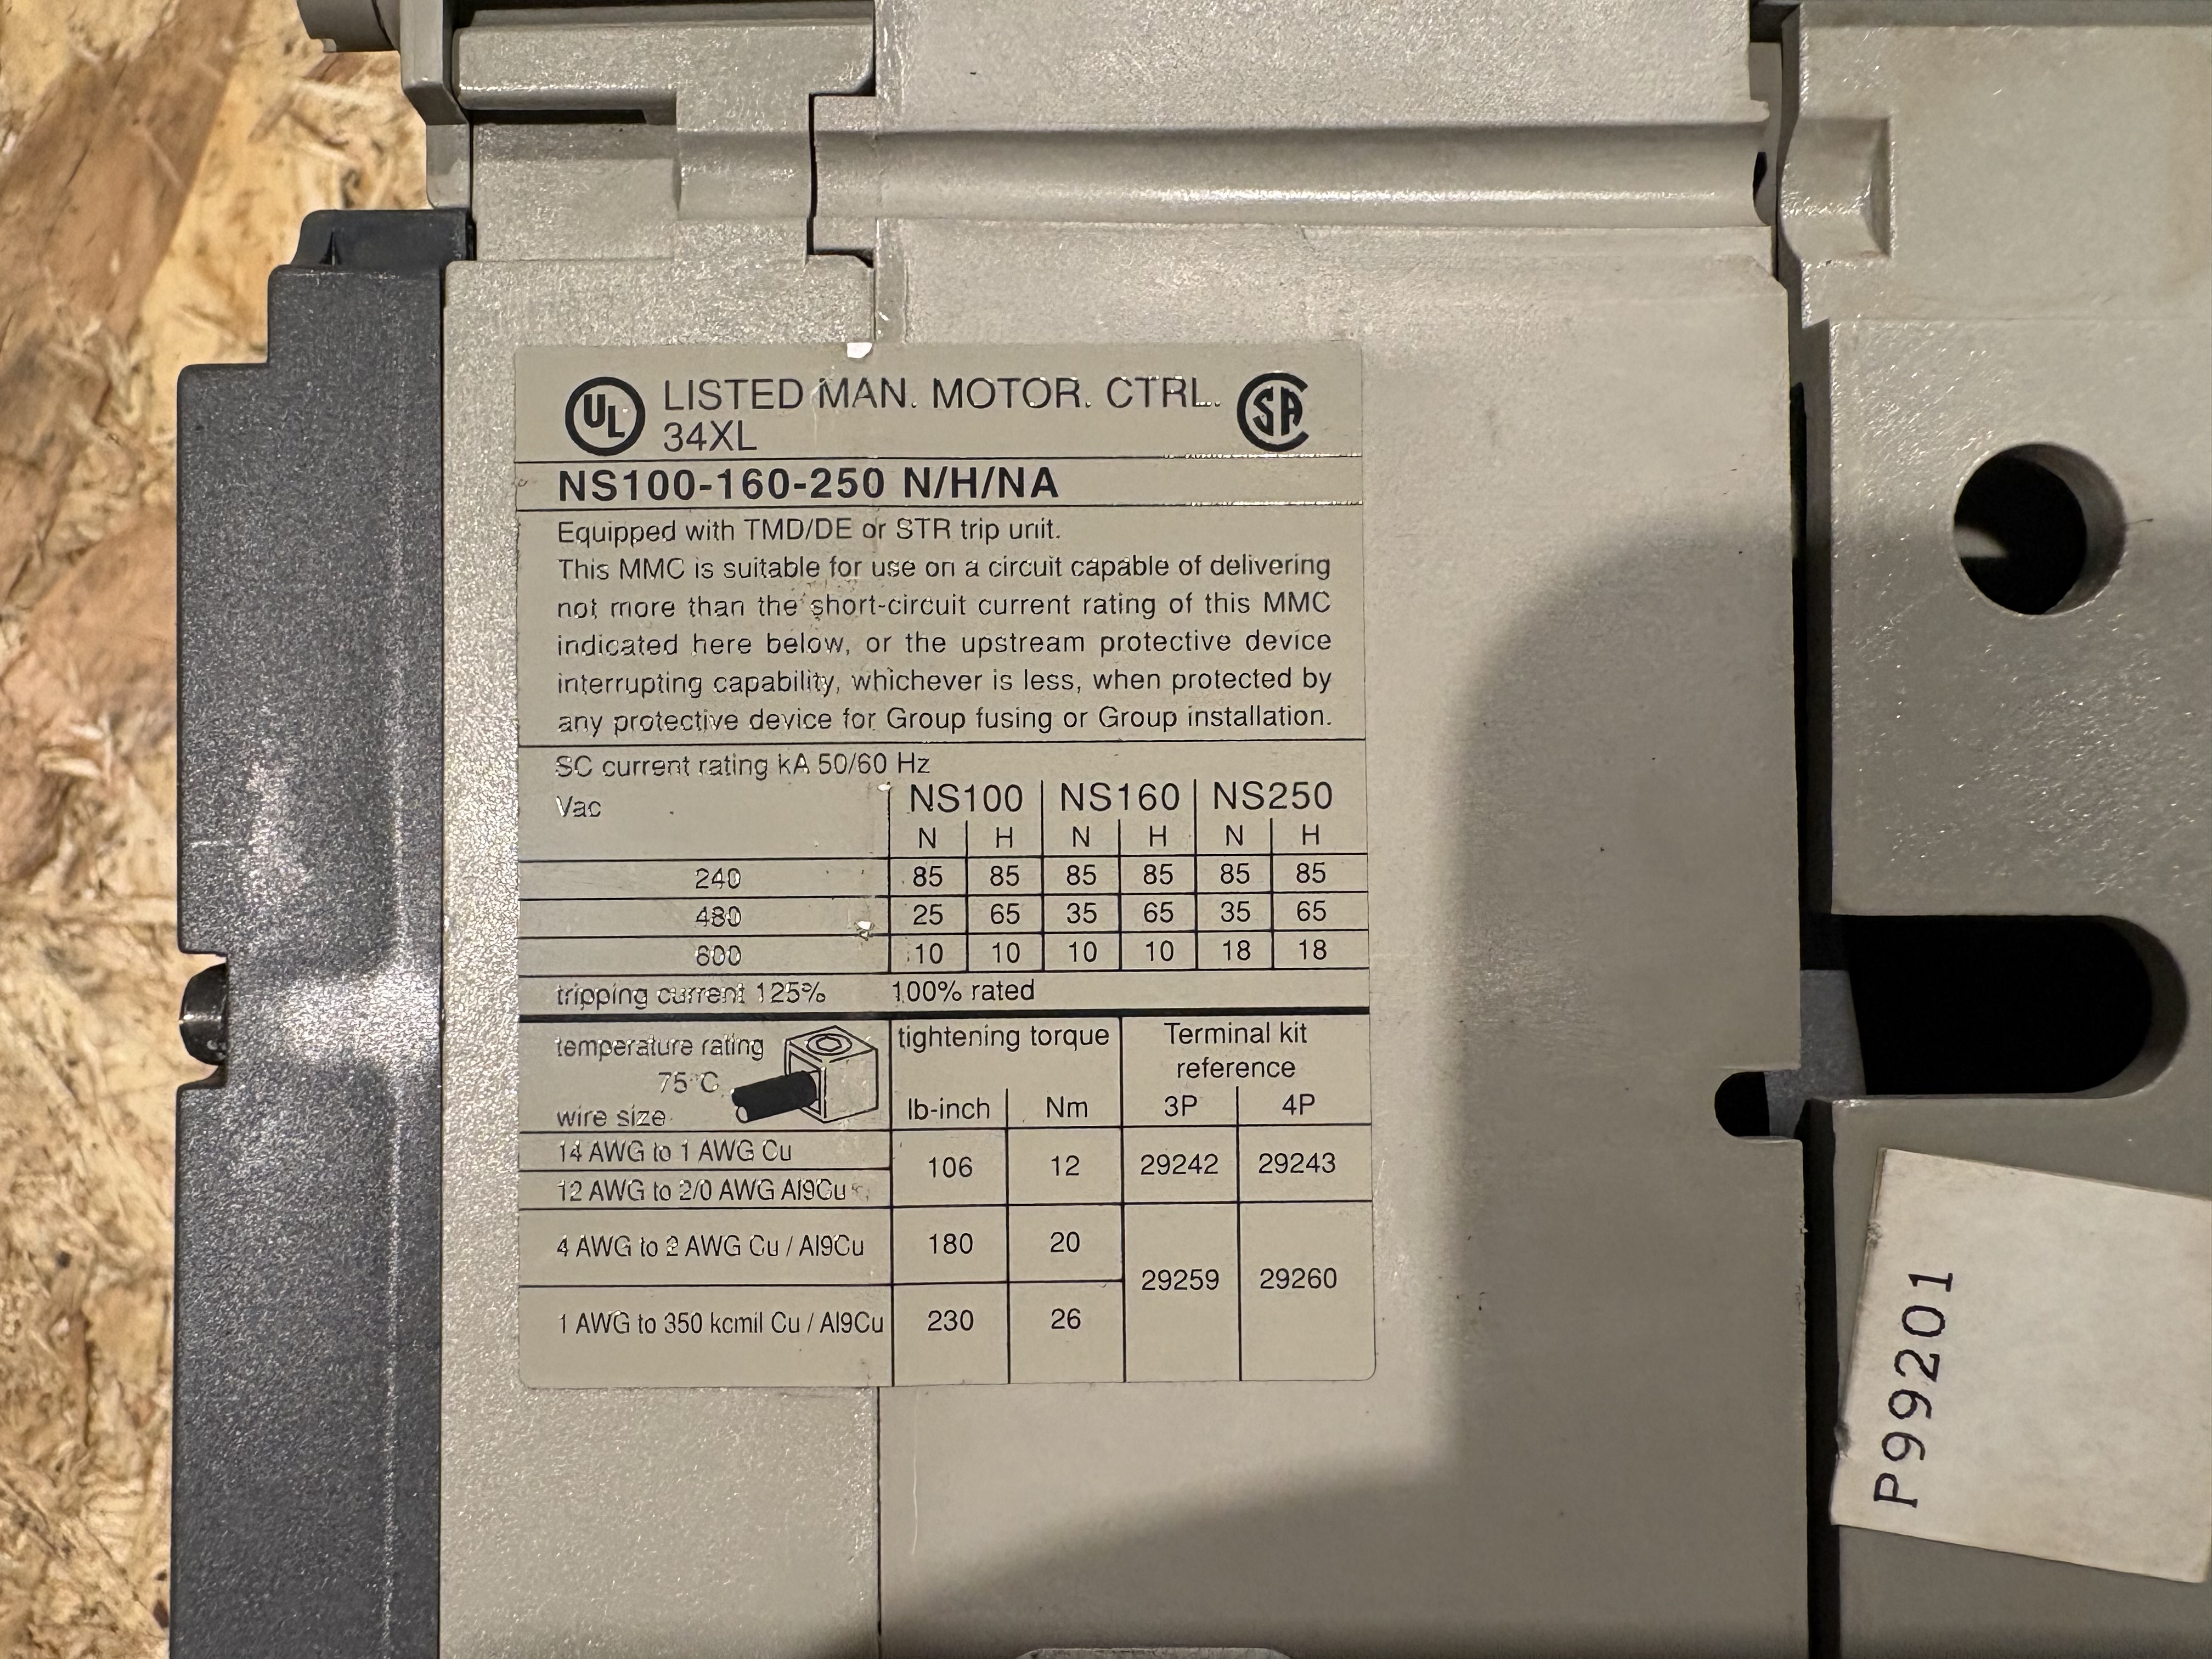 UL LISTED MAN. MOTOR. CTRL. SA
34XL
NS100-160-250 N/H/NA
Equipped with TMD/DE or STR trip unit.
This MMC is suitable for use on a circuit capable of delivering
not more than the short-circuit current rating of this MMC
indicated here below, or the upstream protective device
interrupting capability, whichever is less, when protected by
any protective device for Group fusing or Group installation.
SC current rating kA 50/60 Hz
Vac NS100 NS160 NS250
N H N H N H
240 85 85 85 85 85 85
480 25 65 35 65 35 65
600 10 10 10 10 18 18
tripping current 125% 100% rated
temperature rating tightening torque Terminal kit
75°C reference
wire size lb-inch Nm 3P 4P
14 AWG to 1 AWG Cu 106 12 29242 29243
12 AWG to 2/0 AWG Al9Cu
4 AWG to 2 AWG Cu / Al9Cu 180 20 29259 29260
1 AWG to 350 kcmil Cu / Al9Cu 230 26
P99201